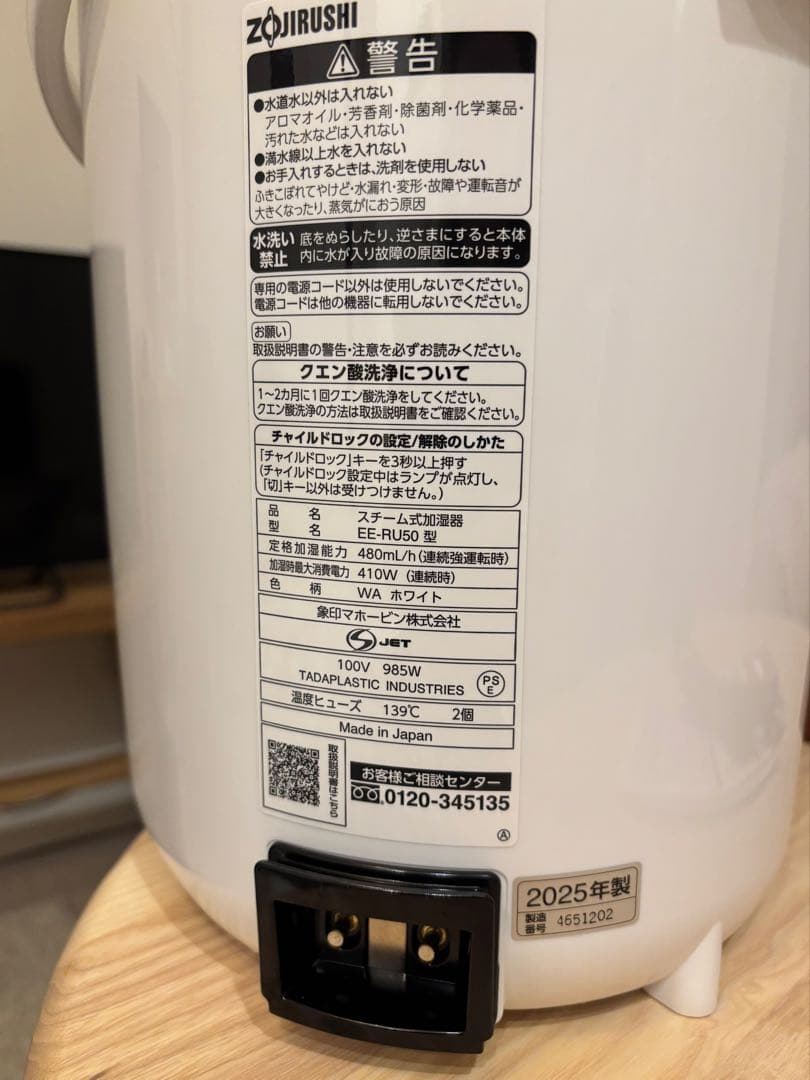 ZOJIRUSHI
警告
●水道水以外は入れない
アロマオイル・芳香剤・除菌剤・化学薬品・
汚れた水などは入れない
●満水線以上水を入れない
●お手入れするときは、洗剤を使用しない
ふきこぼれてやけど・水漏れ・変形・故障や運転音が
大きくなったり、蒸気がにおう原因
水洗い
禁止
底をぬらしたり、逆さまにすると本体
内に水が入り故障の原因になります。
専用の電源コード以外は使用しないでください。
電源コードは他の機器に転用しないでください。
お願い
取扱説明書の警告・注意を必ずお読みください。
クエン酸洗浄について
1～2カ月に1回クエン酸洗浄をしてください。
クエン酸洗浄の方法は取扱説明書をご確認ください。
チャイルドロックの設定/解除のしかた
「チャイルドロック」キーを3秒以上押す
(チャイルドロック設定中はランプが点灯し、
「切」キー以外は受けつけません。)
品名 スチーム式加湿器
型名 EE-RU50 型
定格加湿能力 480mL/h(連続強運転時)
加湿時最大消費電力 410W (連続時)
色柄 WA ホワイト
象印マホービン株式会社
S JET
100V 985W
TADAPLASTIC INDUSTRIES
PS
E
温度ヒューズ 139℃ 2個
Made in Japan
取扱説明書はこちら
お客様ご相談センター
0120-345135
A
2025年製
製造
番号 4651202